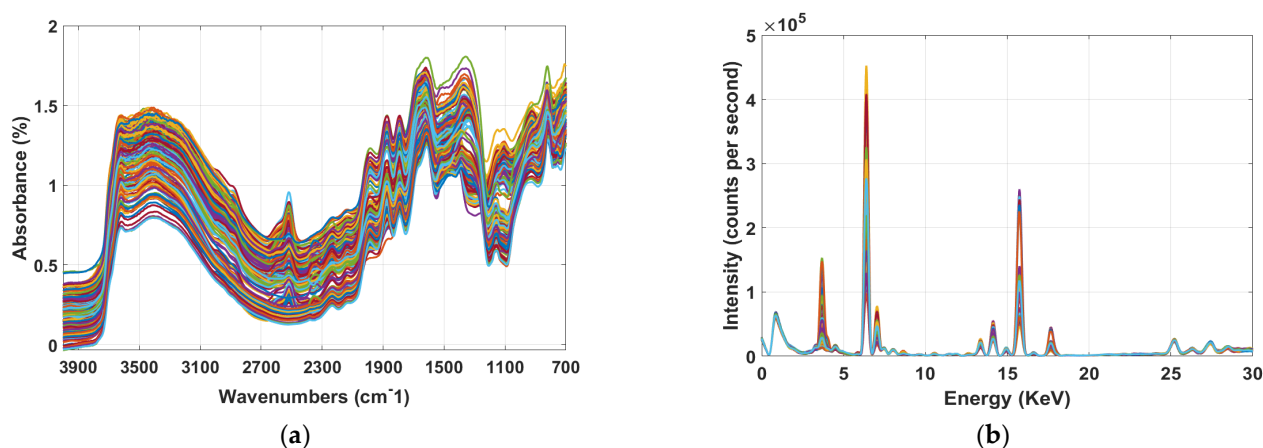 2
1.5
1
0.5
0
Absorbance (%)
3900 3500 3100 2700 2300 1900 1500 1100 700
Wavenumbers (cm-1)
(a)
×10^5
5
4
3
2
1
0
Intensity (counts per second)
0 5 10 15 20 25 30
Energy (KeV)
(b)